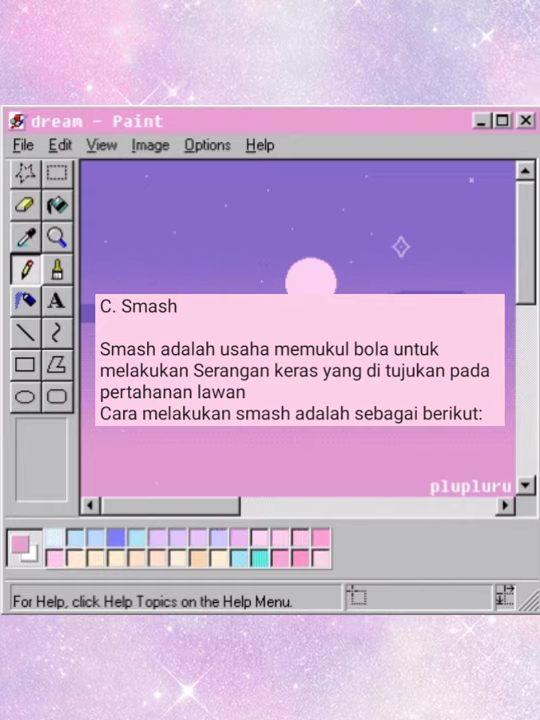 dream - Paint
File Edit View Image Options Help
A
C. Smash
Smash adalah usaha memukul bola untuk
melakukan Serangan keras yang di tujukan pada
pertahanan lawan
Cara melakukan smash adalah sebagai berikut:
plupluru
For Help, click Help Topics on the Help Menu.